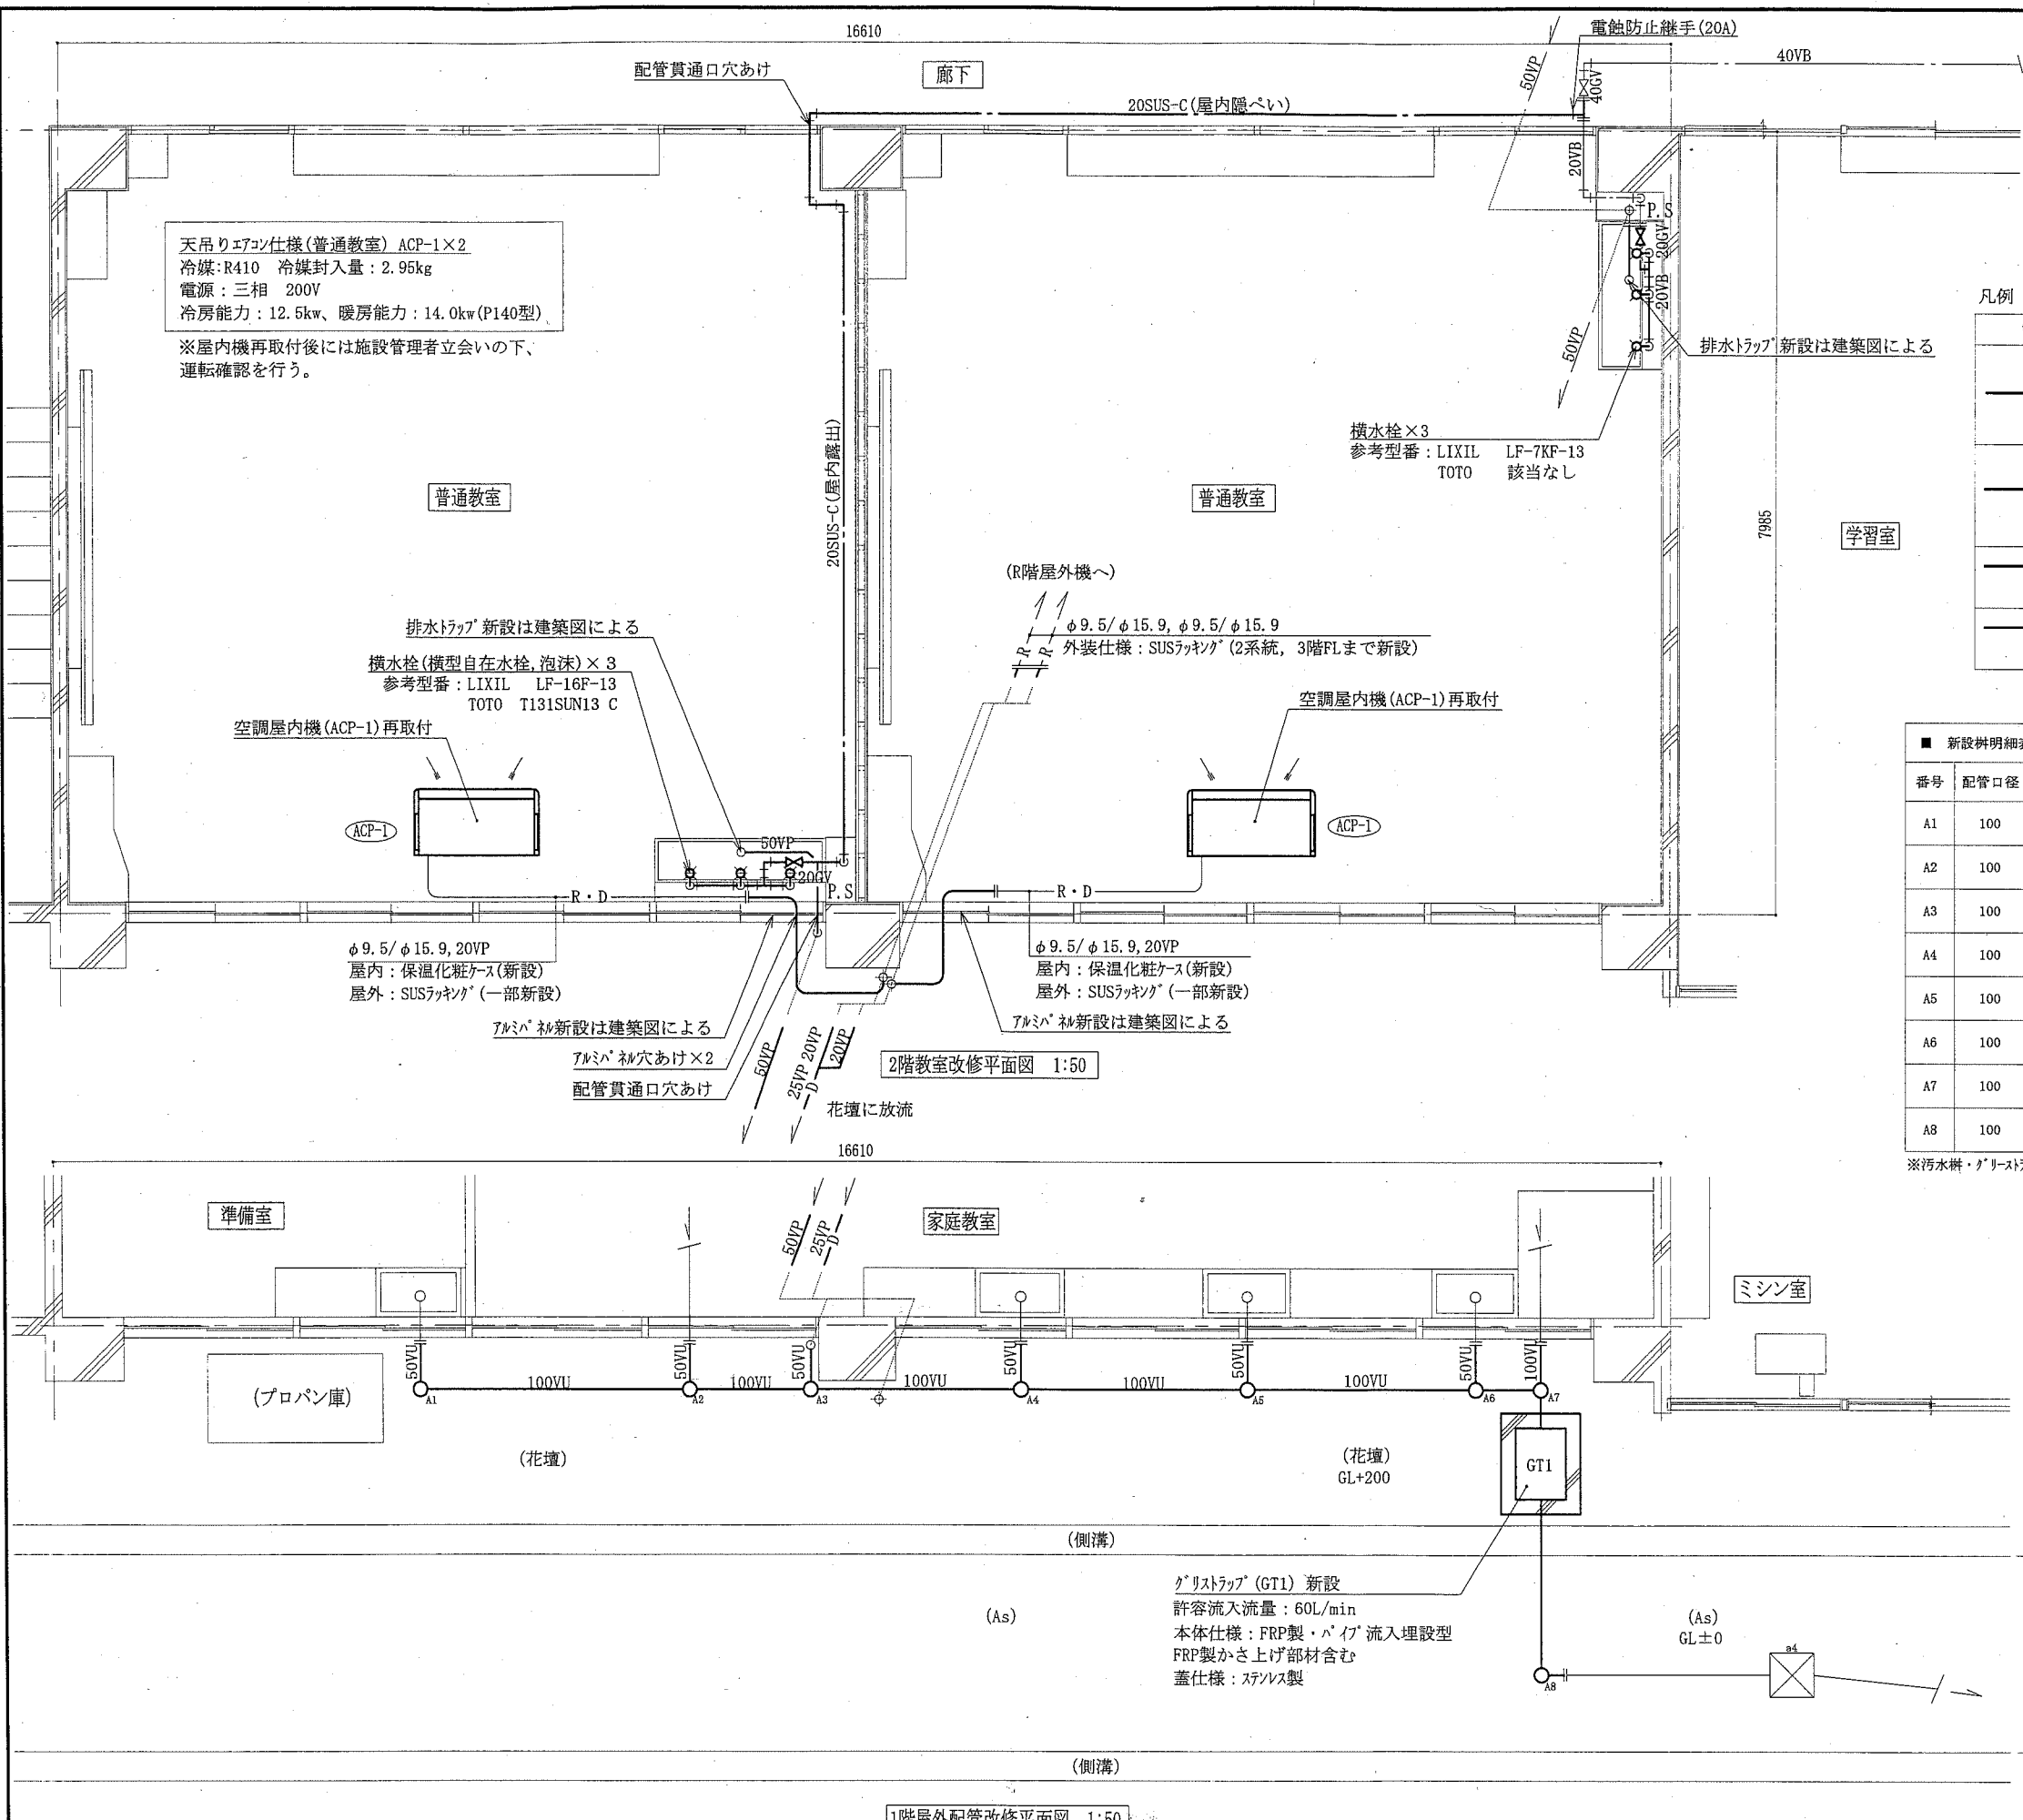 16610
電蝕防止継手(20A)
40VB
配管貫通口穴あけ
廊下
50VP
40GV
20SUS-C(屋内隠ぺい)
20VB
P.S
20GV
20VB
天吊りエアコン仕様(普通教室) ACP-1×2
冷媒:R410 冷媒封入量：2.95kg
電源：三相 200V
冷房能力：12.5kw、暖房能力：14.0kw(P140型)
※屋内機再取付後には施設管理者立会いの下、
運転確認を行う。
凡例
50VP
排水トラップ新設は建築図による
横水栓×3
参考型番：LIXIL LF-7KF-13
TOTO 該当なし
20SUS-C(屋内露出)
普通教室
普通教室
7985
学習室
(R階屋外機へ)
φ9.5/φ15.9, φ9.5/φ15.9
外装仕様：SUSラッキング(2系統, 3階FLまで新設)
R
R
排水トラップ新設は建築図による
横水栓(横型自在水栓,泡沫)×3
参考型番：LIXIL LF-16F-13
TOTO T131SUN13 C
空調屋内機(ACP-1)再取付
空調屋内機(ACP-1)再取付
■ 新設桝明細
番号 配管口径
A1 100
A2 100
A3 100
A4 100
A5 100
A6 100
A7 100
A8 100
※汚水桝・グリースト
ACP-1
ACP-1
50VP
20GV
P.S
R・D
R・D
φ9.5/φ15.9,20VP
屋内：保温化粧ケース(新設)
屋外：SUSラッキング(一部新設)
φ9.5/φ15.9,20VP
屋内：保温化粧ケース(新設)
屋外：SUSラッキング(一部新設)
アルミパネル新設は建築図による
アルミパネル穴あけ×2
配管貫通口穴あけ
アルミパネル新設は建築図による
50VP
25VP 20VP
D
20VP
2階教室改修平面図 1:50
花壇に放流
16610
準備室
50VP
25VP
D
家庭教室
ミシン室
50VU
50VU
50VU
50VU
50VU
50VU
100VU
(プロパン庫)
100VU
100VU
100VU
100VU
100VU
A1
A2
A3
A4
A5
A6
A7
(花壇)
(花壇)
GL+200
GT1
(側溝)
グリストラップ(GT1) 新設
許容流入流量：60L/min
本体仕様：FRP製・パイプ流入埋設型
FRP製かさ上げ部材含む
蓋仕様：ステンレス製
(As)
(As)
GL±0
a4
A8
(側溝)
1階屋外配管改修平面図 1:50